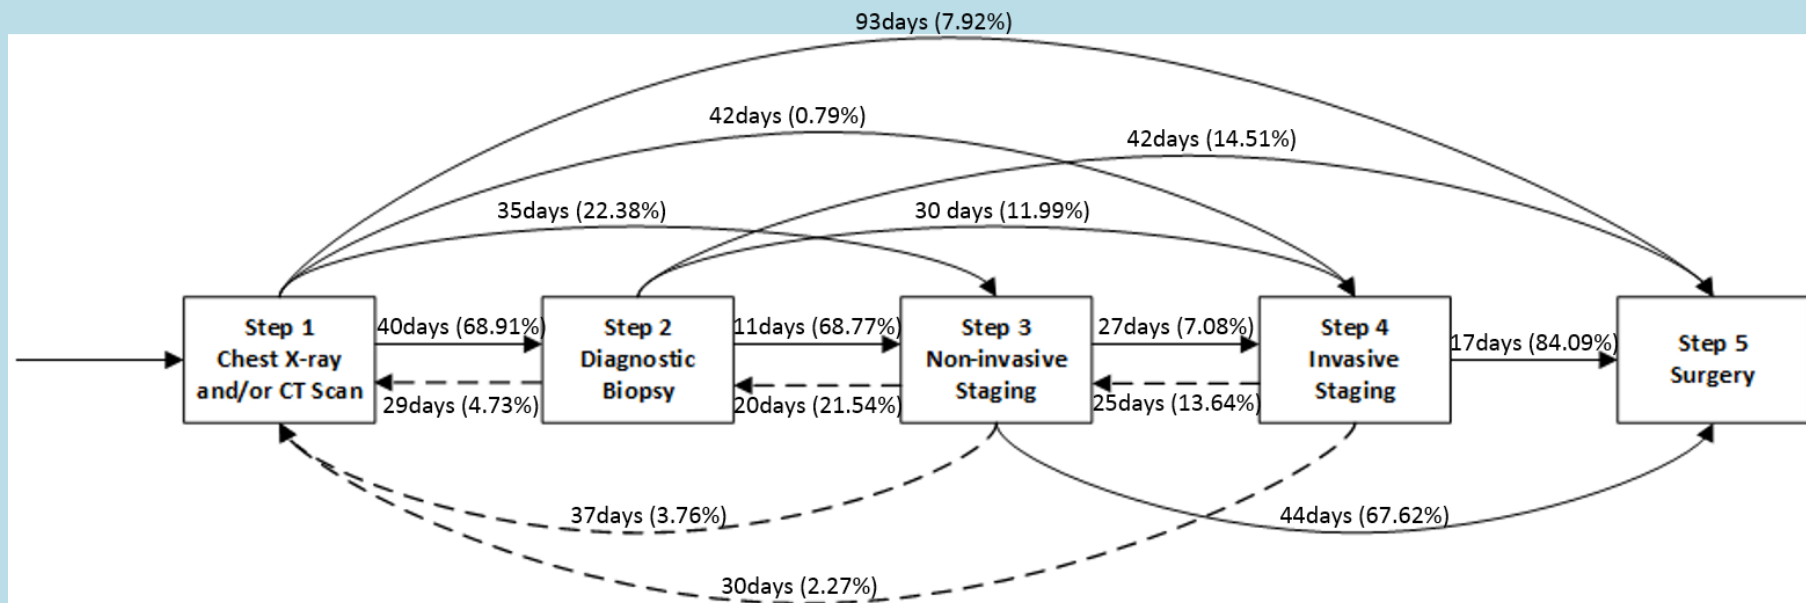 93days (7.92%)
42days (0.79%)
42days (14.51%)
35days (22.38%)
30 days (11.99%)
Step 1
Chest X-ray
and/or CT Scan
40days (68.91%)
29days (4.73%)
Step 2
Diagnostic
Biopsy
11days (68.77%)
20days (21.54%)
Step 3
Non-invasive
Staging
27days (7.08%)
25days (13.64%)
Step 4
Invasive
Staging
17days (84.09%)
Step 5
Surgery
37days (3.76%)
44days (67.62%)
30days (2.27%)